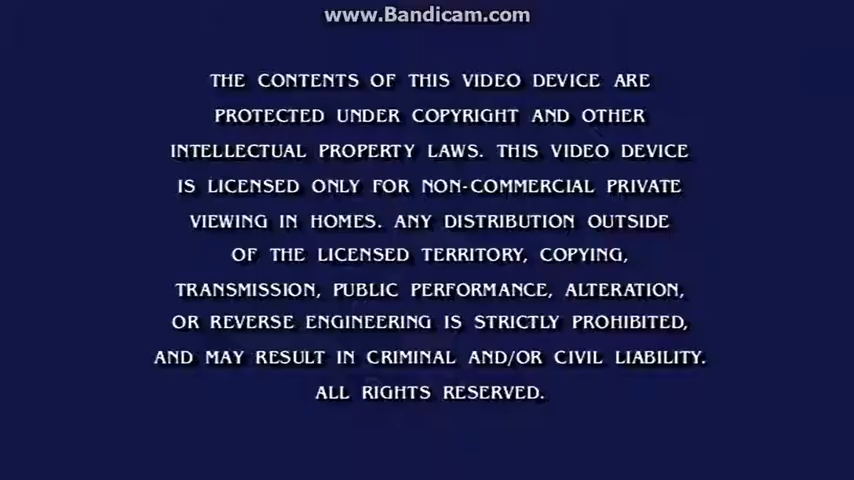 www.Bandicam.com
THE CONTENTS OF THIS VIDEO DEVICE ARE
PROTECTED UNDER COPYRIGHT AND OTHER
INTELLECTUAL PROPERTY LAWS. THIS VIDEO DEVICE
IS LICENSED ONLY FOR NON-COMMERCIAL PRIVATE
VIEWING IN HOMES. ANY DISTRIBUTION OUTSIDE
OF THE LICENSED TERRITORY, COPYING,
TRANSMISSION, PUBLIC PERFORMANCE, ALTERATION,
OR REVERSE ENGINEERING IS STRICTLY PROHIBITED,
AND MAY RESULT IN CRIMINAL AND/OR CIVIL LIABILITY.
ALL RIGHTS RESERVED.